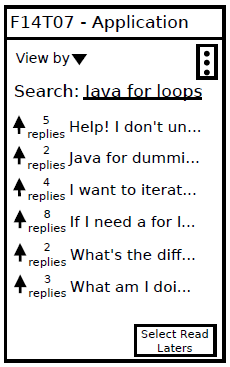 F14T07 - Application
View by
Search: Java for loops
5 replies Help! I don't un...
2 replies Java for dummi...
4 replies I want to iterat...
8 replies If I need a for l...
2 replies What's the diff...
3 replies What am I doi...
Select Read
Laters